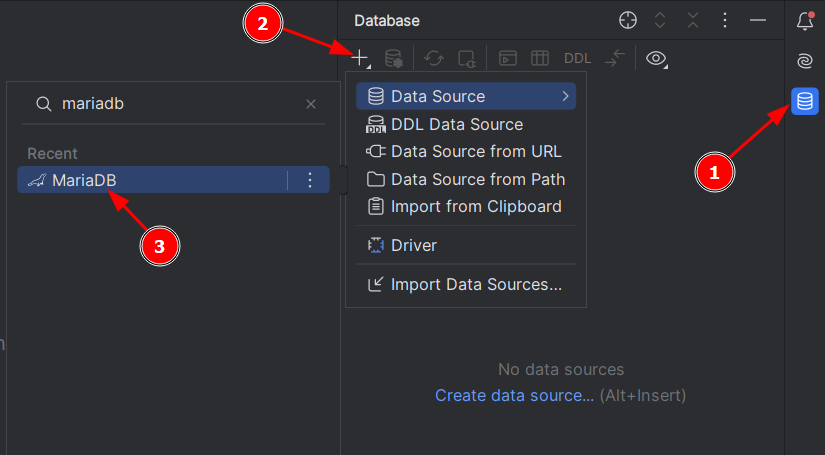 2
Database
DDL
mariadb
Recent
MariaDB
3
Data Source
DDL
DDL Data Source
Data Source from URL
Data Source from Path
Import from Clipboard
Driver
Import Data Sources...
1
No data sources
Create data source... (Alt+Insert)